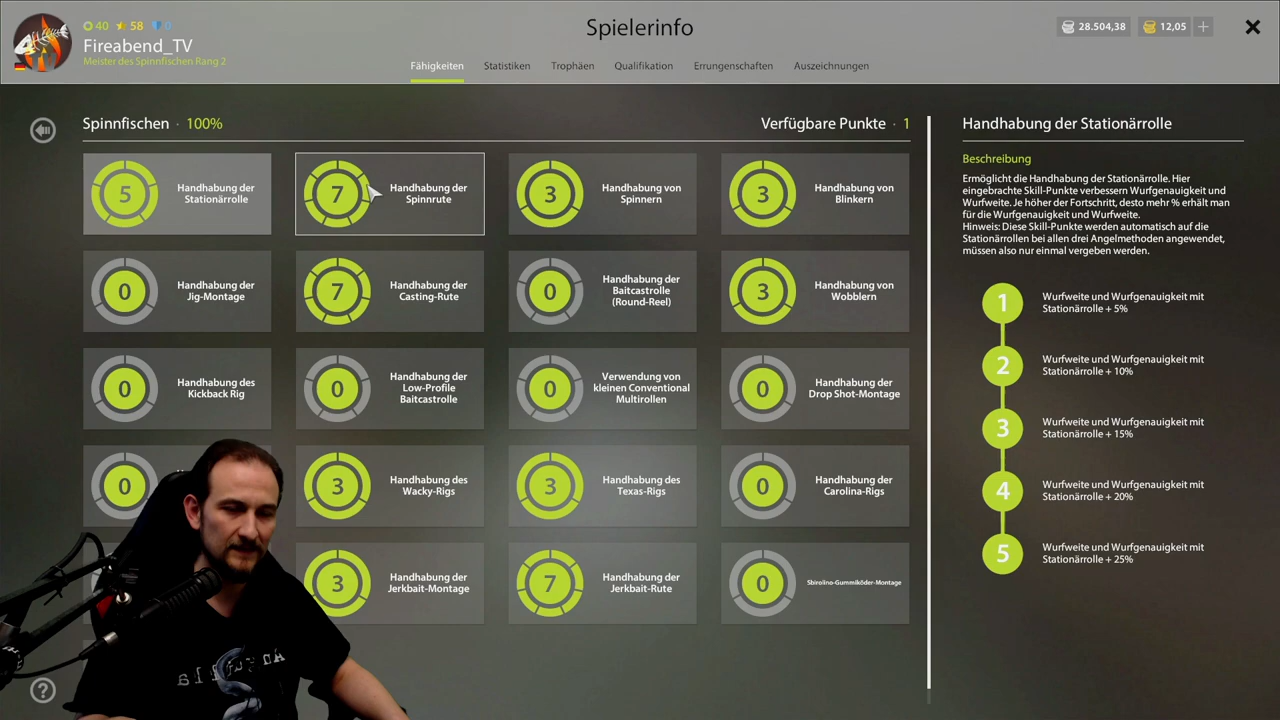 40 58 0
Fireabend_TV
Meister des Spinnfischen Rang 2
Spielerinfo
28.504,38 12,05
Fähigkeiten Statistiken Trophäen Qualifikation Errungenschaften Auszeichnungen
Spinnfischen · 100%
Verfügbare Punkte · 1
5 Handhabung der
Stationärrolle
7 Handhabung der
Spinnrute
3 Handhabung von
Spinnern
3 Handhabung von
Blinkern
0 Handhabung der
Jig-Montage
7 Handhabung der
Casting-Rute
0 Handhabung der
Baitcastrolle
(Round-Reel)
3 Handhabung von
Wobblern
0 Handhabung des
Kickback Rig
0 Handhabung der
Low-Profile
Baitcastrolle
0 Verwendung von
kleinen Conventional
Multirollen
0 Handhabung der
Drop Shot-Montage
0
3 Handhabung des
Wacky-Rigs
3 Handhabung des
Texas-Rigs
0 Handhabung der
Carolina-Rigs
3 Handhabung der
Jerkbait-Montage
7 Handhabung der
Jerkbait-Rute
0 Sbirolino-Gummiköder-Montage
?
Handhabung der Stationärrolle
Beschreibung
Ermöglicht die Handhabung der Stationärrolle. Hier
eingebrachte Skill-Punkte verbessern Wurfgenauigkeit und
Wurfweite. Je höher der Fortschritt, desto mehr % erhält man
für die Wurfgenauigkeit und Wurfweite.
Hinweis: Diese Skill-Punkte werden automatisch auf die
Stationärrollen bei allen drei Angelmethoden angewendet,
müssen also nur einmal vergeben werden.
1 Wurfweite und Wurfgenauigkeit mit
Stationärrolle + 5%
2 Wurfweite und Wurfgenauigkeit mit
Stationärrolle + 10%
3 Wurfweite und Wurfgenauigkeit mit
Stationärrolle + 15%
4 Wurfweite und Wurfgenauigkeit mit
Stationärrolle + 20%
5 Wurfweite und Wurfgenauigkeit mit
Stationärrolle + 25%